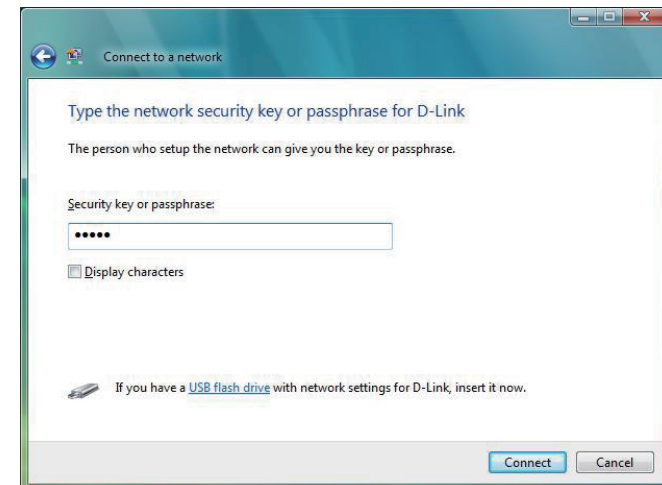 Connect to a network
Type the network security key or passphrase for D-Link
The person who setup the network can give you the key or passphrase.
Security key or passphrase:
•••••
Display characters
If you have a USB flash drive with network settings for D-Link, insert it now.
Connect Cancel